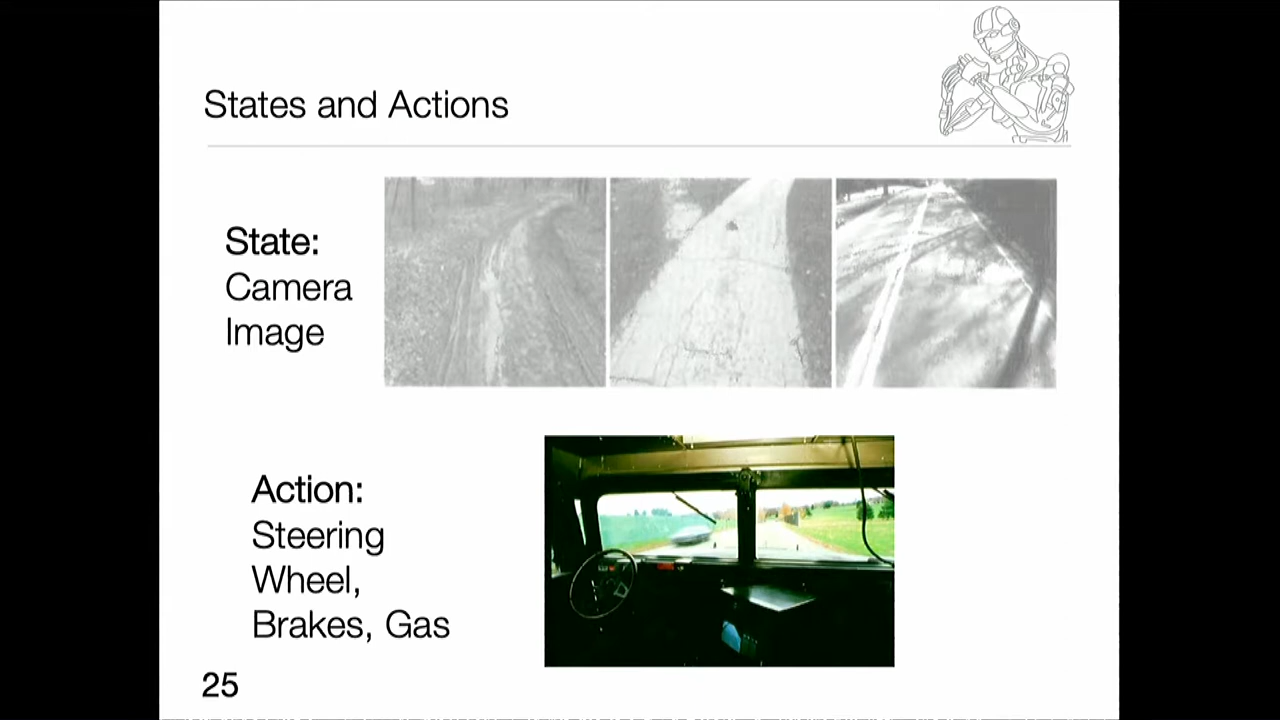 States and Actions
State:
Camera
Image
Action:
Steering
Wheel,
Brakes, Gas
25